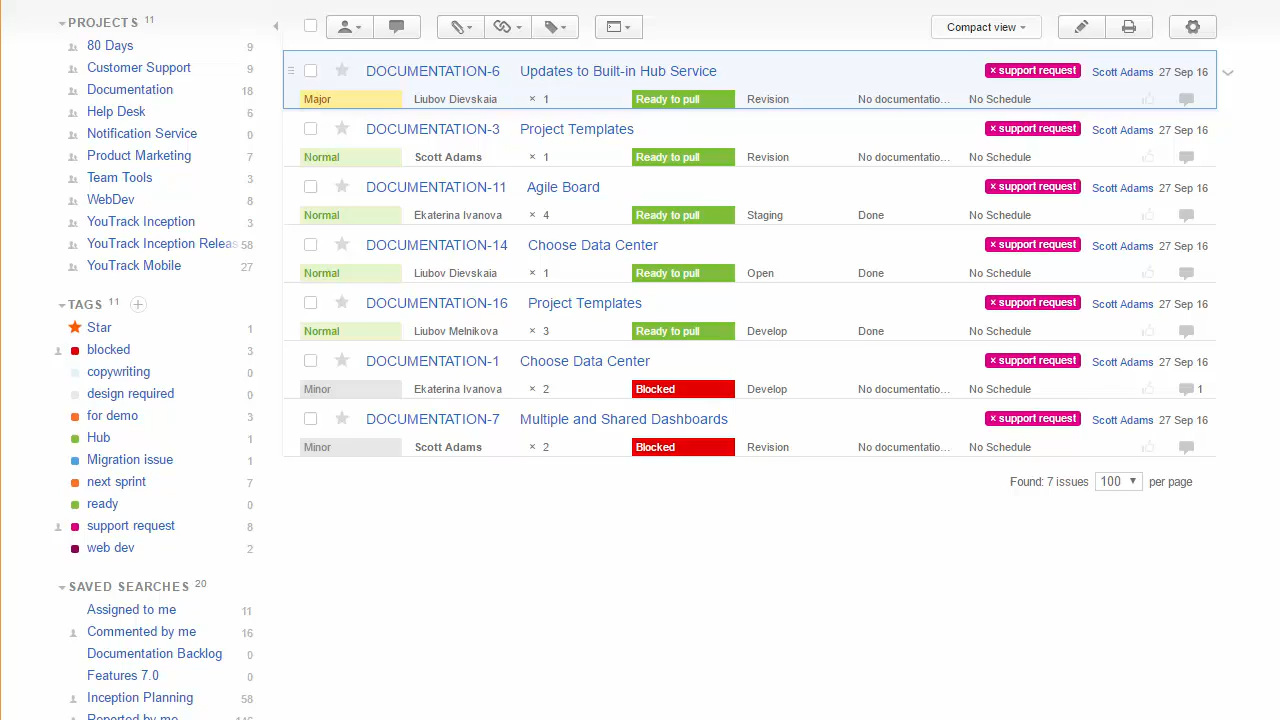 PROJECTS 11
80 Days 9
Customer Support 9
Documentation 18
Help Desk 6
Notification Service 0
Product Marketing 7
Team Tools 3
WebDev 8
YouTrack Inception 3
YouTrack Inception Releas 58
YouTrack Mobile 27
TAGS 11
Star 1
blocked 3
copywriting 0
design required 0
for demo 3
Hub 1
Migration issue 1
next sprint 7
ready 0
support request 8
web dev 2
SAVED SEARCHES 20
Assigned to me 11
Commented by me 16
Documentation Backlog 0
Features 7.0 0
Inception Planning 58
Reported by me 146
Compact view
DOCUMENTATION-6 Updates to Built-in Hub Service × support request Scott Adams 27 Sep 16
Major Liubov Dievskaia × 1 Ready to pull Revision No documentatio... No Schedule
DOCUMENTATION-3 Project Templates × support request Scott Adams 27 Sep 16
Normal Scott Adams × 1 Ready to pull Revision No documentatio... No Schedule
DOCUMENTATION-11 Agile Board × support request Scott Adams 27 Sep 16
Normal Ekaterina Ivanova × 4 Ready to pull Staging Done No Schedule
DOCUMENTATION-14 Choose Data Center × support request Scott Adams 27 Sep 16
Normal Liubov Dievskaia × 1 Ready to pull Open Done No Schedule
DOCUMENTATION-16 Project Templates × support request Scott Adams 27 Sep 16
Normal Liubov Melnikova × 3 Ready to pull Develop Done No Schedule
DOCUMENTATION-1 Choose Data Center × support request Scott Adams 27 Sep 16
Minor Ekaterina Ivanova × 2 Blocked Develop No documentatio... No Schedule 1
DOCUMENTATION-7 Multiple and Shared Dashboards × support request Scott Adams 27 Sep 16
Minor Scott Adams × 2 Blocked Revision No documentatio... No Schedule
Found: 7 issues 100 per page